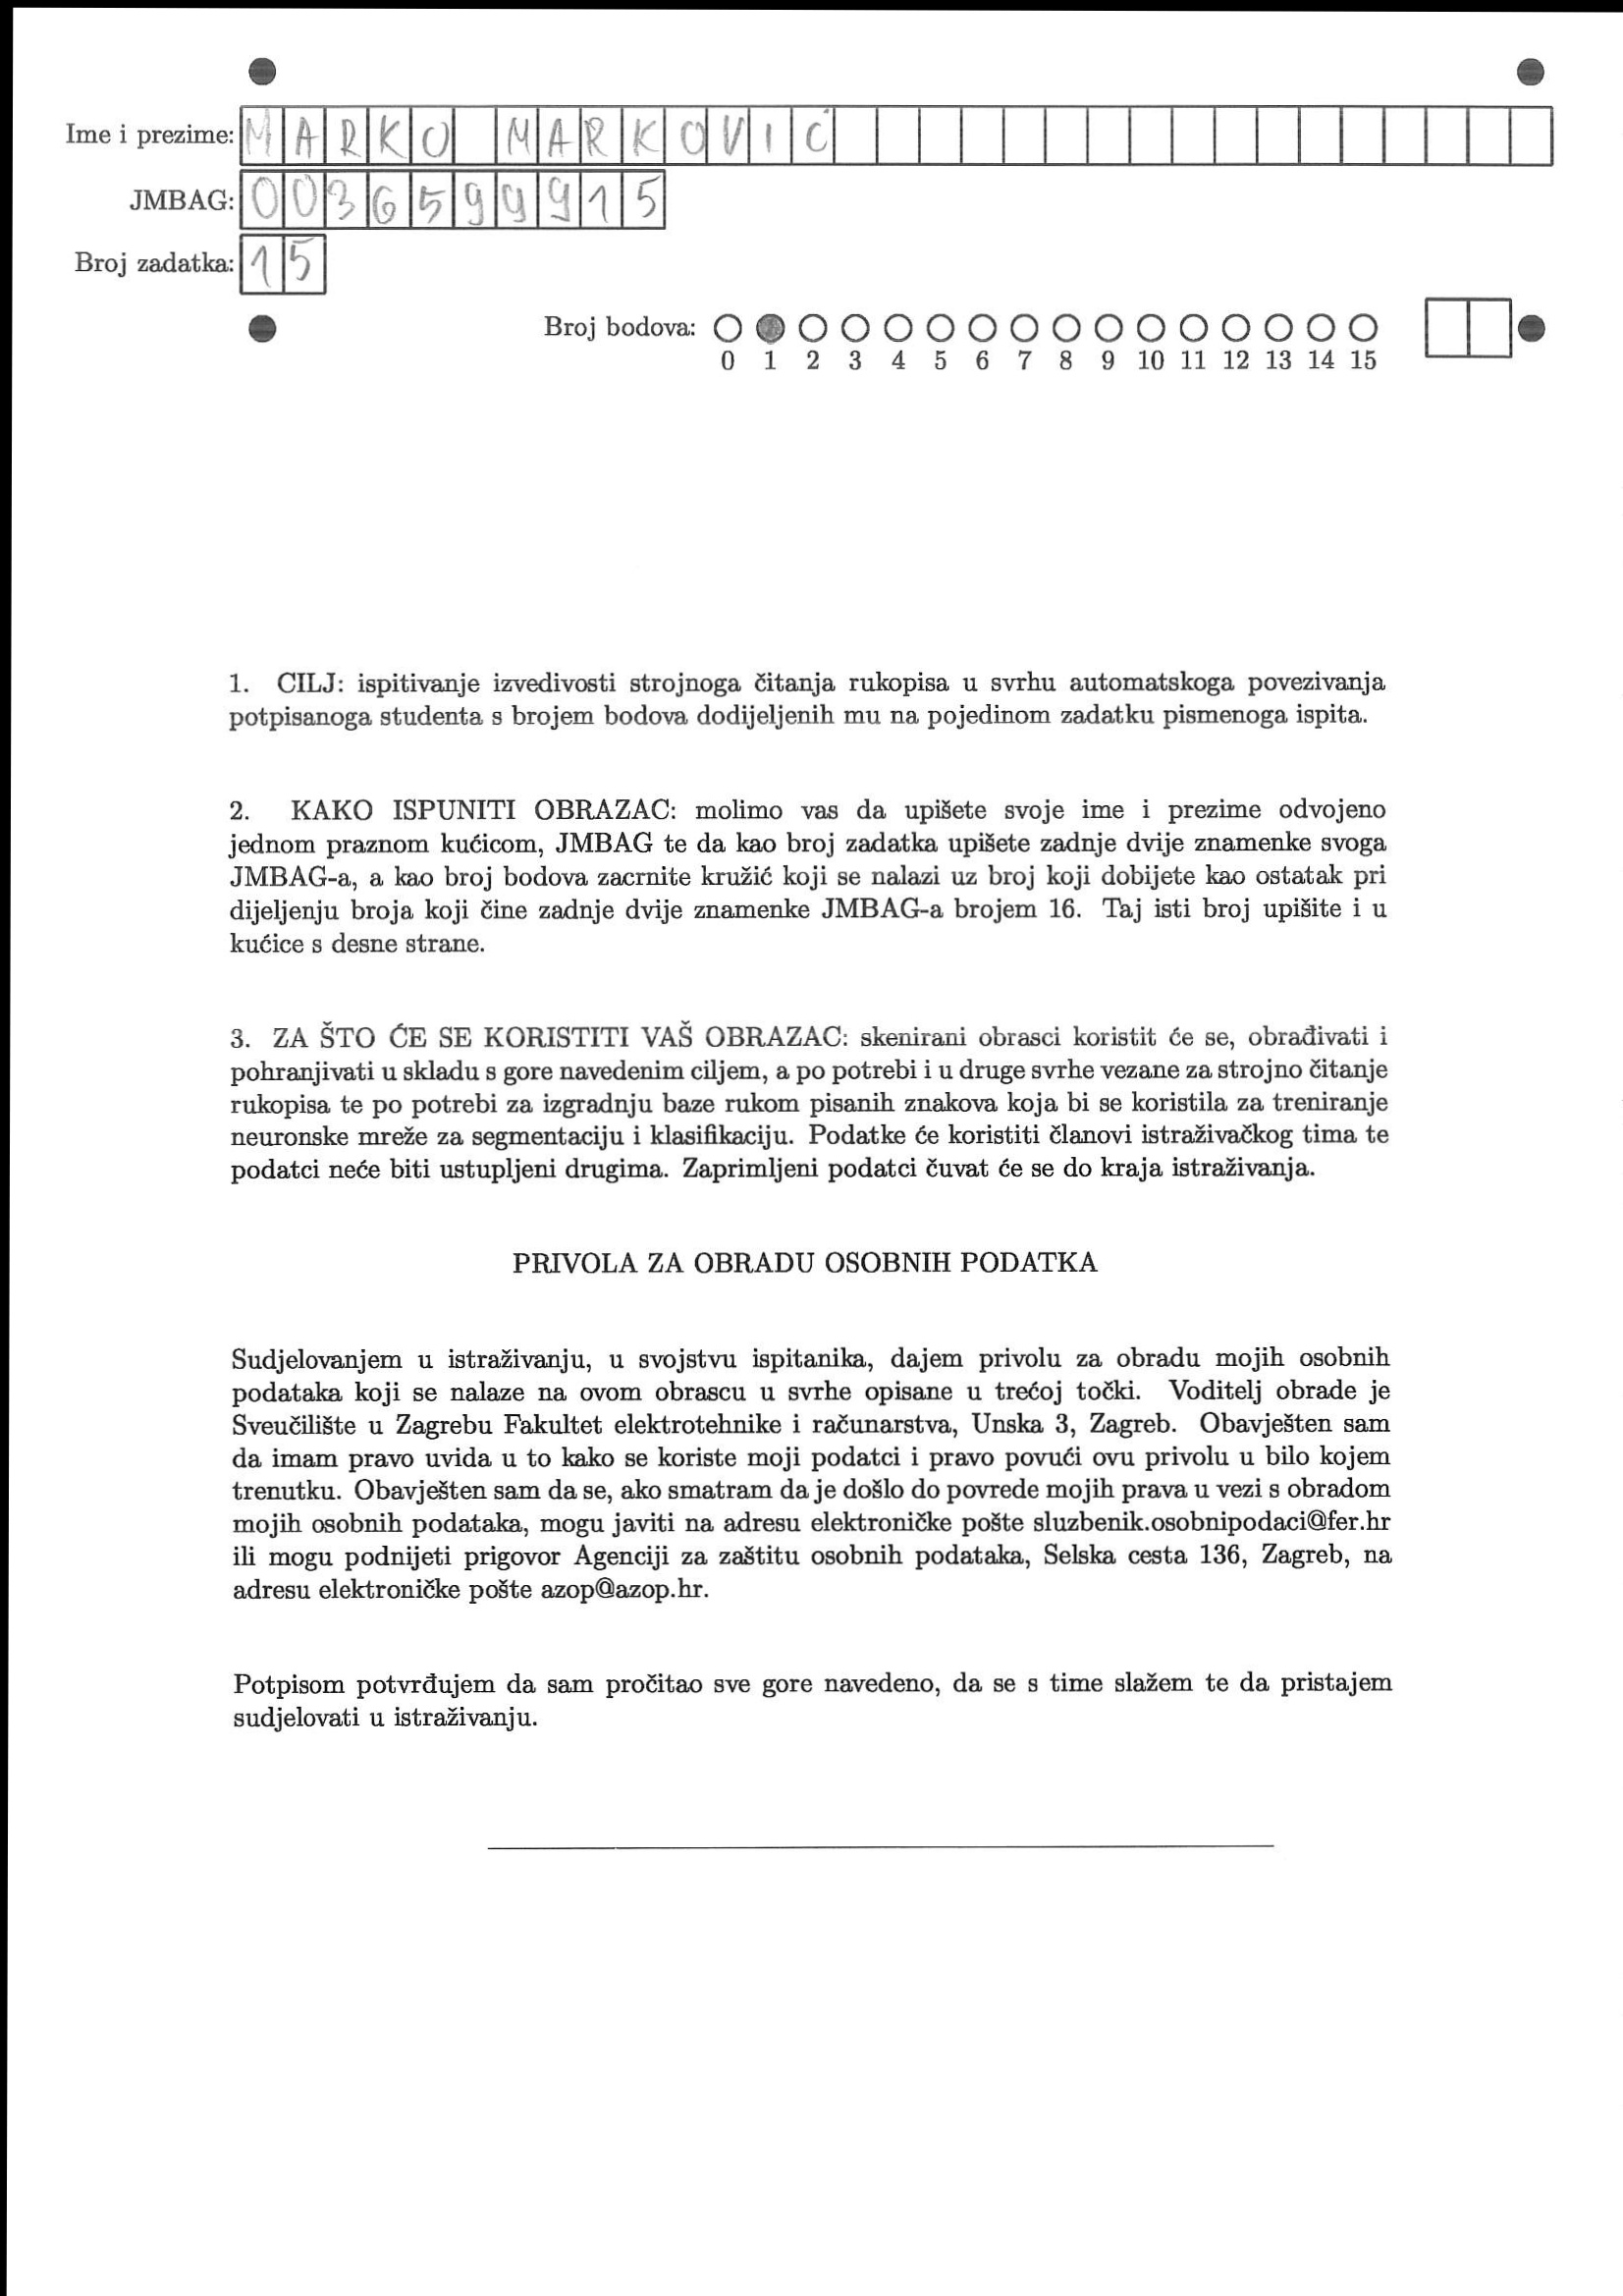 Ime i prezime: MARKO MARKOVIĆ
JMBAG: 0036599915
Broj zadatka: 15
Broj bodova:
0 1 2 3 4 5 6 7 8 9 10 11 12 13 14 15
1. CILJ: ispitivanje izvedivosti strojnoga čitanja rukopisa u svrhu automatskoga povezivanja
potpisanoga studenta s brojem bodova dodijeljenih mu na pojedinom zadatku pismenoga ispita.
2. KAKO ISPUNITI OBRAZAC: molimo vas da upišete svoje ime i prezime odvojeno
jednom praznom kućicom, JMBAG te da kao broj zadatka upišete zadnje dvije znamenke svoga
JMBAG-a, a kao broj bodova zacrnite kružić koji se nalazi uz broj koji dobijete kao ostatak pri
dijeljenju broja koji čine zadnje dvije znamenke JMBAG-a brojem 16. Taj isti broj upišite i u
kućice s desne strane.
3. ZA ŠTO ĆE SE KORISTITI VAŠ OBRAZAC: skenirani obrasci koristit će se, obrađivati i
pohranjivati u skladu s gore navedenim ciljem, a po potrebi i u druge svrhe vezane za strojno čitanje
rukopisa te po potrebi za izgradnju baze rukom pisanih znakova koja bi se koristila za treniranje
neuronske mreže za segmentaciju i klasifikaciju. Podatke će koristiti članovi istraživačkog tima te
podatci neće biti ustupljeni drugima. Zaprimljeni podatci čuvat će se do kraja istraživanja.
PRIVOLA ZA OBRADU OSOBNIH PODATKA
Sudjelovanjem u istraživanju, u svojstvu ispitanika, dajem privolu za obradu mojih osobnih
podataka koji se nalaze na ovom obrascu u svrhe opisane u trećoj točki. Voditelj obrade je
Sveučilište u Zagrebu Fakultet elektrotehnike i računarstva, Unska 3, Zagreb. Obavješten sam
da imam pravo uvida u to kako se koriste moji podatci i pravo povući ovu privolu u bilo kojem
trenutku. Obavješten sam da se, ako smatram da je došlo do povrede mojih prava u vezi s obradom
mojih osobnih podataka, mogu javiti na adresu elektroničke pošte sluzbenik.osobnipodaci@fer.hr
ili mogu podnijeti prigovor Agenciji za zaštitu osobnih podataka, Selska cesta 136, Zagreb, na
adresu elektroničke pošte azop@azop.hr.
Potpisom potvrđujem da sam pročitao sve gore navedeno, da se s time slažem te da pristajem
sudjelovati u istraživanju.